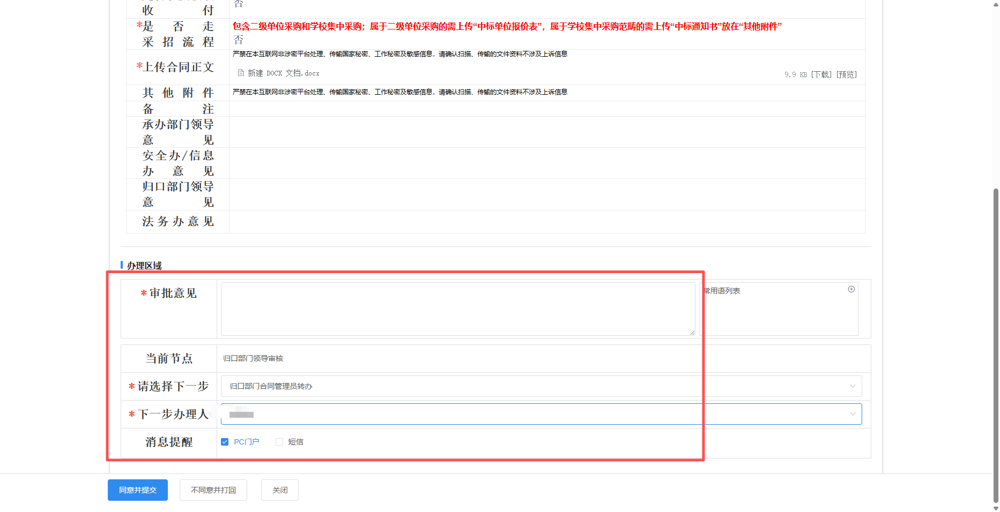 收付
否
*是否走采招流程
包含二级单位采购和学校集中采购；属于二级单位采购的需上传“中标单位报价表”，属于学校集中采购范畴的需上传“中标通知书”放在“其他附件”
否
*上传合同正文
严禁在本互联网非涉密平台处理、传输国家秘密、工作秘密及敏感信息，请确认扫描、传输的文件资料不涉及上诉信息
新建 DOCX 文档.docx
9.9 KB [下载] [预览]
其他附件
严禁在本互联网非涉密平台处理、传输国家秘密、工作秘密及敏感信息，请确认扫描、传输的文件资料不涉及上诉信息
备注
承办部门领导意见
安全办/信息办意见
归口部门领导意见
法务办意见
办理区域
*审批意见
常用语列表
当前节点
归口部门领导审核
*请选择下一步
归口部门合同管理员转办
*下一步办理人
消息提醒
PC门户
短信
同意并提交
不同意并打回
关闭